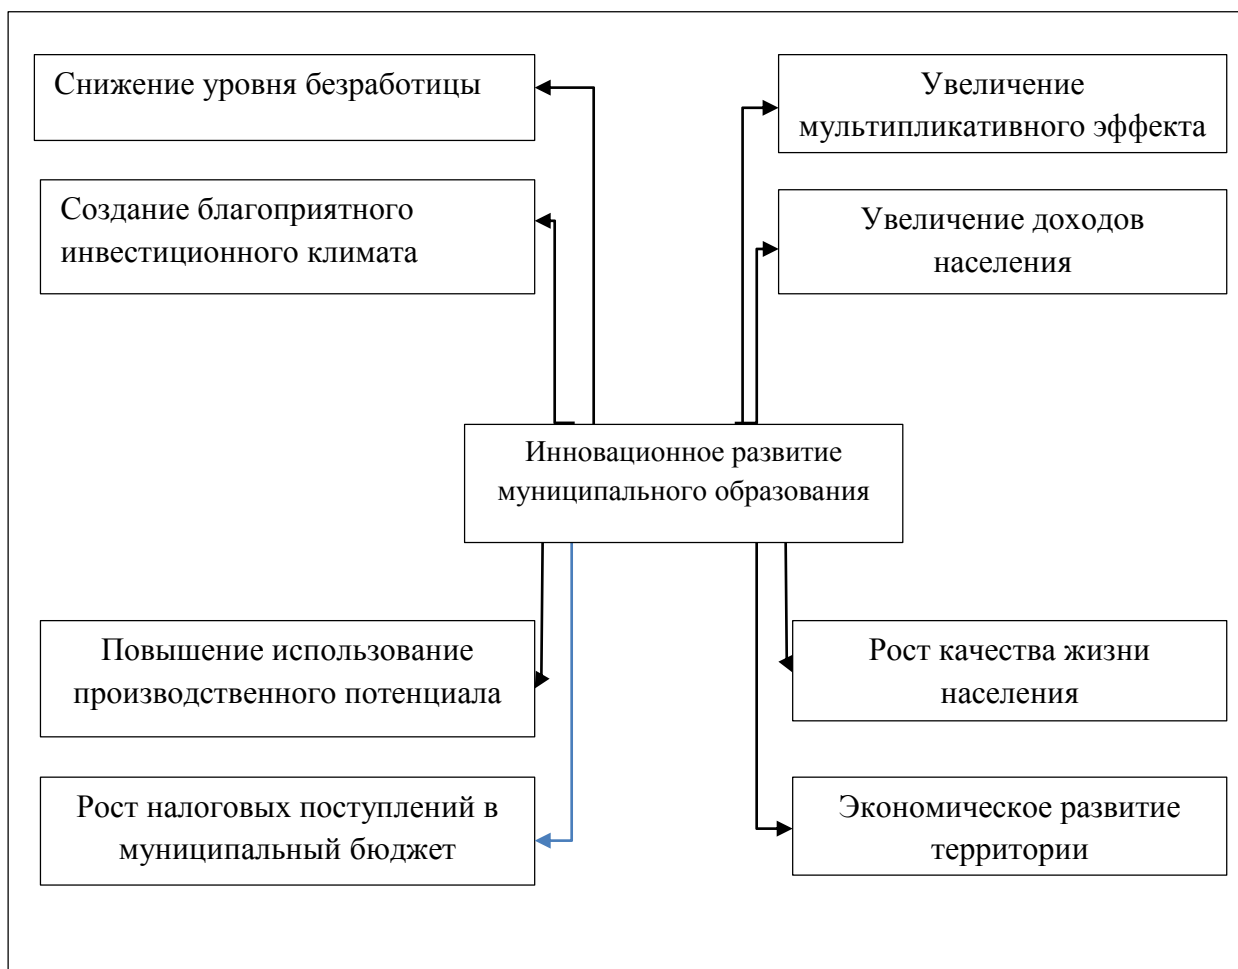 Снижение уровня безработицы
Увеличение
мультипликативного эффекта
Создание благоприятного
инвестиционного климата
Увеличение доходов
населения
Инновационное развитие
муниципального образования
Повышение использование
производственного потенциала
Рост качества жизни
населения
Рост налоговых поступлений в
муниципальный бюджет
Экономическое развитие
территории